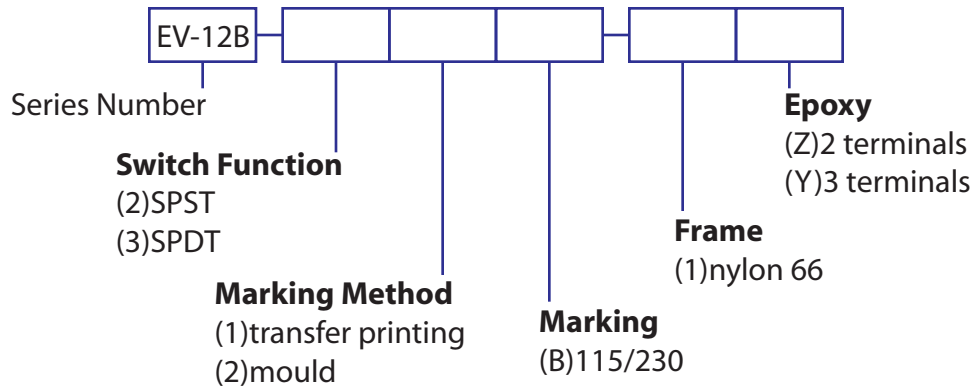 EV-12B
Series Number
Switch Function
(2)SPST
(3)SPDT
Marking Method
(1)transfer printing
(2)mould
Marking
(B)115/230
Frame
(1)nylon 66
Epoxy
(Z)2 terminals
(Y)3 terminals